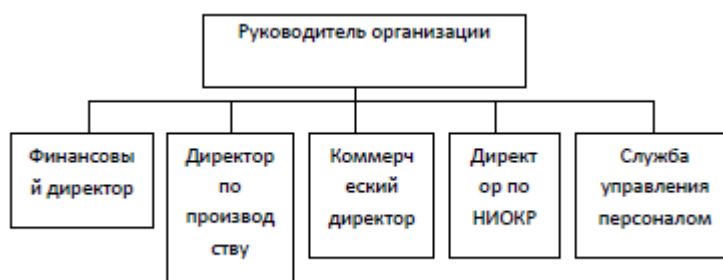 Руководитель организации
Финансовы
й директор
Директор
по
производ
ству
Коммерч
еский
директор
Директ
ор по
НИОКР
Служба
управления
персоналом